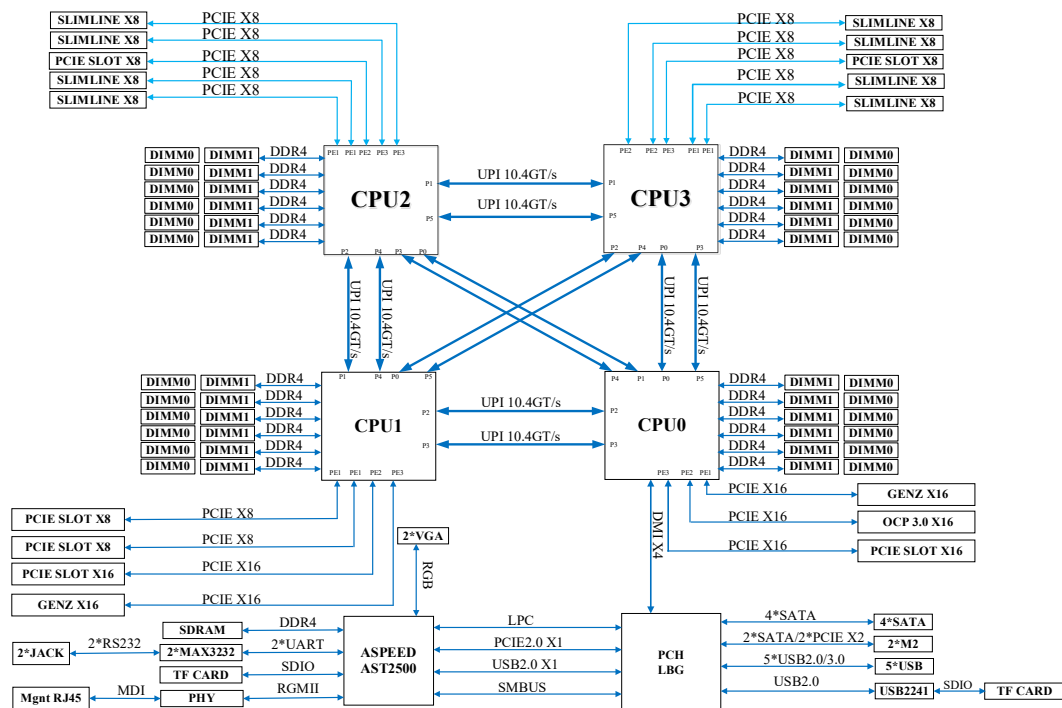 SLIMLINE X8 PCIE X8 PCIE X8 SLIMLINE X8
SLIMLINE X8 PCIE X8 PCIE X8 SLIMLINE X8
PCIE SLOT X8 PCIE X8 PCIE X8 PCIE SLOT X8
SLIMLINE X8 PCIE X8 PCIE X8 SLIMLINE X8
SLIMLINE X8 PCIE X8 PCIE X8 SLIMLINE X8
PE1 PE1 PE2 PE3 PE3 PE2 PE2 PE3 PE1 PE1
DIMM0 DIMM1 DDR4 DDR4 DIMM1 DIMM0
DIMM0 DIMM1 DDR4 DDR4 DIMM1 DIMM0
DIMM0 DIMM1 DDR4 DDR4 DIMM1 DIMM0
DIMM0 DIMM1 DDR4 DDR4 DIMM1 DIMM0
DIMM0 DIMM1 DDR4 DDR4 DIMM1 DIMM0
DIMM0 DIMM1 DDR4 DDR4 DIMM1 DIMM0
P1 UPI 10.4GT/s P1
CPU2 CPU3
P5 UPI 10.4GT/s P5
P2 P4 P3 P0 P2 P4 P0 P3
UPI 10.4GT/s UPI 10.4GT/s UPI 10.4GT/s UPI 10.4GT/s
P1 P4 P0 P5 P4 P1 P0 P5
DIMM0 DIMM1 DDR4 DDR4 DIMM1 DIMM0
DIMM0 DIMM1 DDR4 DDR4 DIMM1 DIMM0
DIMM0 DIMM1 DDR4 DDR4 DIMM1 DIMM0
DIMM0 DIMM1 DDR4 DDR4 DIMM1 DIMM0
DIMM0 DIMM1 DDR4 DDR4 DIMM1 DIMM0
DIMM0 DIMM1 DDR4 DDR4 DIMM1 DIMM0
P2 UPI 10.4GT/s P2
CPU1 CPU0
P3 UPI 10.4GT/s P3
PE1 PE1 PE2 PE3 PE3 PE2 PE1
PCIE X16 GENZ X16
PCIE SLOT X8 PCIE X8 PCIE X16 OCP 3.0 X16
PCIE SLOT X8 PCIE X8 PCIE X16 PCIE SLOT X16
PCIE SLOT X16 PCIE X16
GENZ X16 PCIE X16
DMI X4
2*VGA
RGB
SDRAM DDR4
2*JACK 2*RS232 2*MAX3232 2*UART
TF CARD SDIO
Mgnt RJ45 MDI PHY RGMII
ASPEED
AST2500
LPC
PCIE2.0 X1
USB2.0 X1
SMBUS
PCH
LBG
4*SATA 4*SATA
2*SATA/2*PCIE X2 2*M2
5*USB2.0/3.0 5*USB
USB2.0 USB2241 SDIO TF CARD